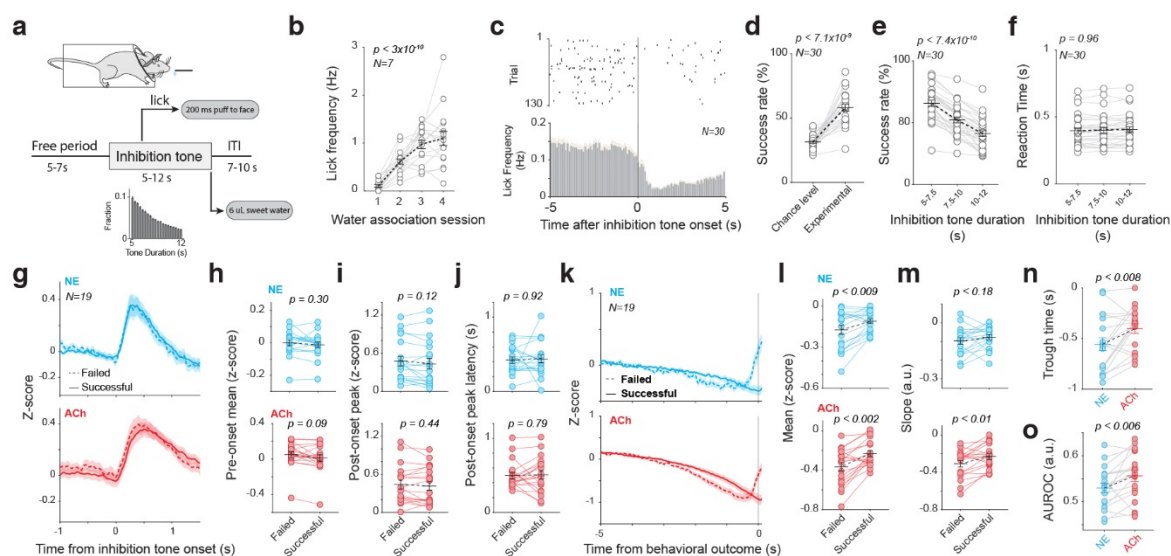 a
lick
200 ms puff to face
Free period
Inhibition tone
ITI
5-7s
5-12 s
7-10 s
6 uL sweet water
0.1
Fraction
0
5
12
Tone Duration (s)
b
p < 3x10-10
N=7
Lick frequency (Hz)
3
2
1
0
1 2 3 4
Water association session
c
1
Trial
130
N=30
Lick Frequency
(Hz)
0.2
0.1
0
-5 0 5
Time after inhibition tone onset (s)
d
p < 7.1x10-9
N=30
Success rate (%)
100
50
0
Chance level
Experimental
e
p < 7.4x10-10
N=30
Success rate (%)
100
80
60
5-7.5
7.5-10
10-12
Inhibition tone duration
(s)
f
p = 0.96
N=30
Reaction Time (s)
1
0.5
0
5-7.5
7.5-10
10-12
Inhibition tone duration
(s)
g
NE
N=19
0.4
0.2
0
Failed
Successful
Z-score
ACh
0.4
0.2
0
-0.2
-1 0 1
Time from inhibition tone onset (s)
h
NE
p = 0.30
0.2
0
-0.2
Pre-onset mean (z-score)
ACh
p = 0.09
0
-0.4
Failed
Successful
i
p = 0.12
1.2
0.8
0.4
0
Post-onset peak (z-score)
p = 0.44
1.2
0.8
0.4
0
Failed
Successful
j
p = 0.92
1
0.5
0
Post-onset peak latency (s)
p = 0.79
1
0.5
0
Failed
Successful
k
NE
N=19
1
0
Failed
Successful
Z-score
ACh
1
0
-1
-5 0
Time from behavioral outcome (s)
l
NE
p < 0.009
0
-0.3
-0.6
Mean (z-score)
ACh
p < 0.002
0
-0.4
-0.8
Failed
Successful
m
p < 0.18
0
-0.3
Slope (a.u.)
p < 0.01
0
-0.4
-0.8
Failed
Successful
n
p < 0.008
0
-0.5
-1
Trough time (s)
NE
ACh
o
p < 0.006
0.6
0.5
AUROC (a.u.)
NE
ACh